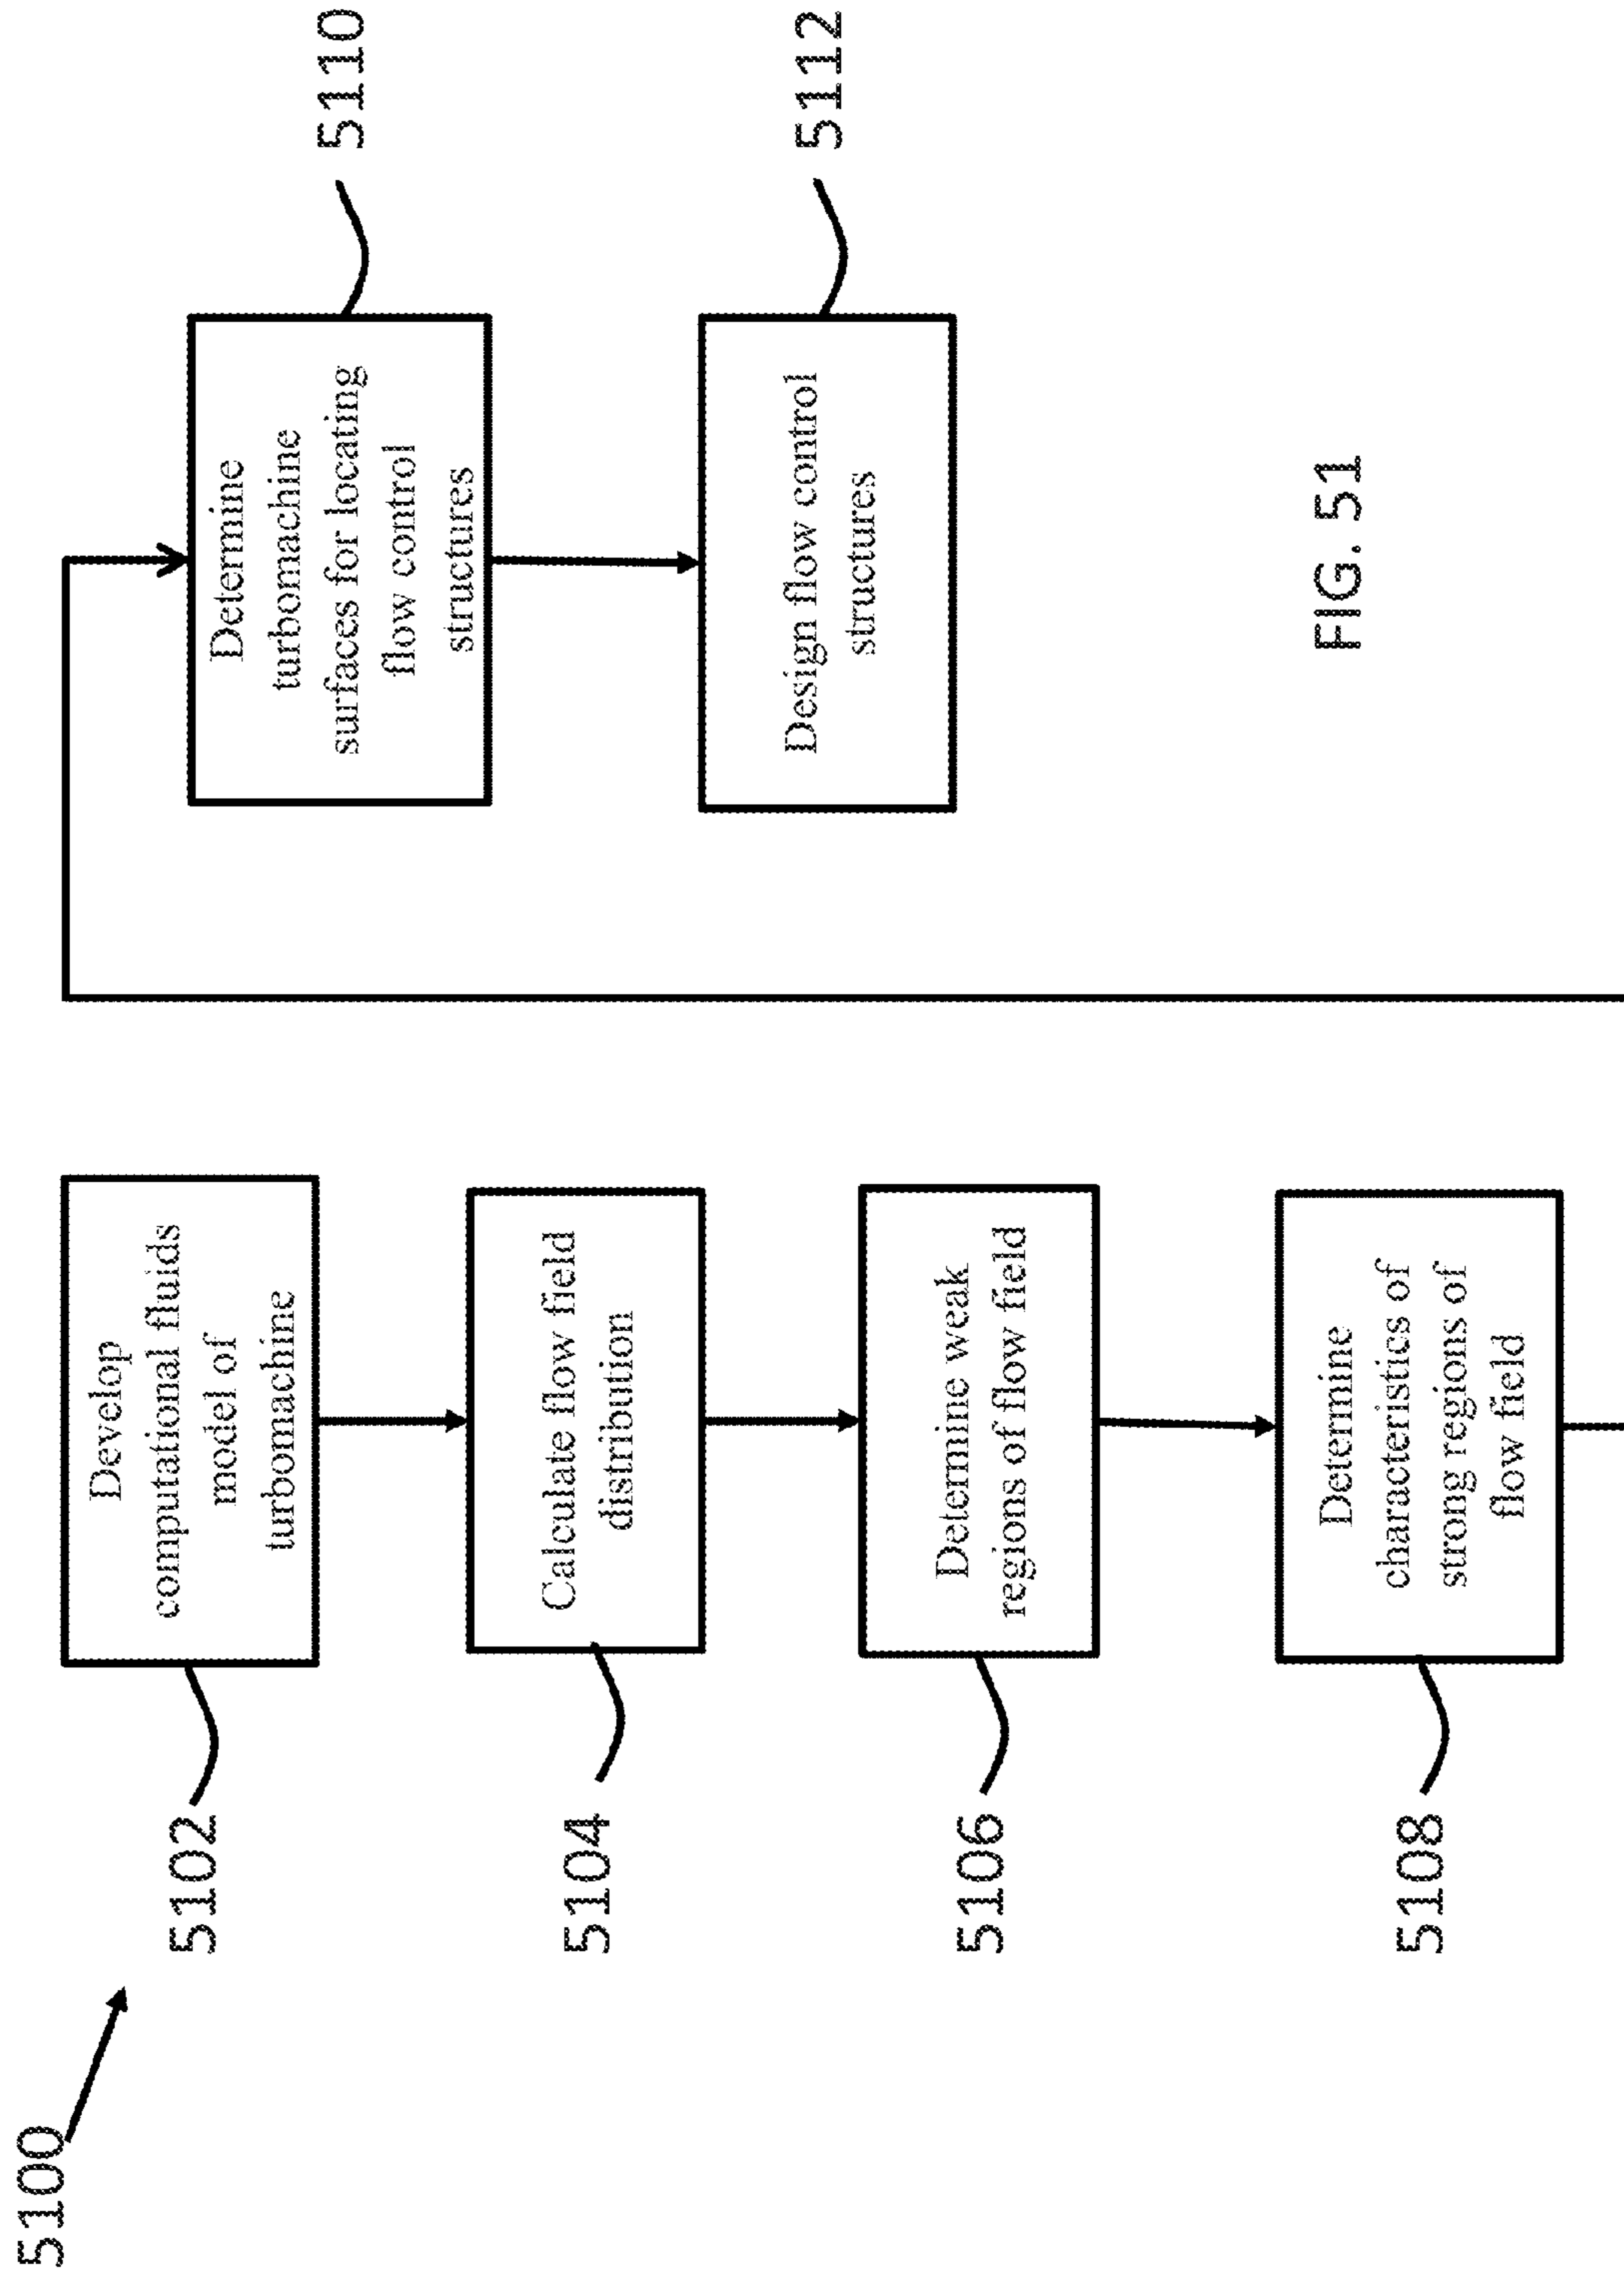 5100
5102
Develop
computational fluids
model of
turbomachine
5104
Calculate flow field
distribution
5106
Determine weak
regions of flow field
5108
Determine
characteristics of
strong regions of
flow field
5110
Determine
turbomachine
surfaces for locating
flow control
structures
5112
Design flow control
structures
FIG. 51